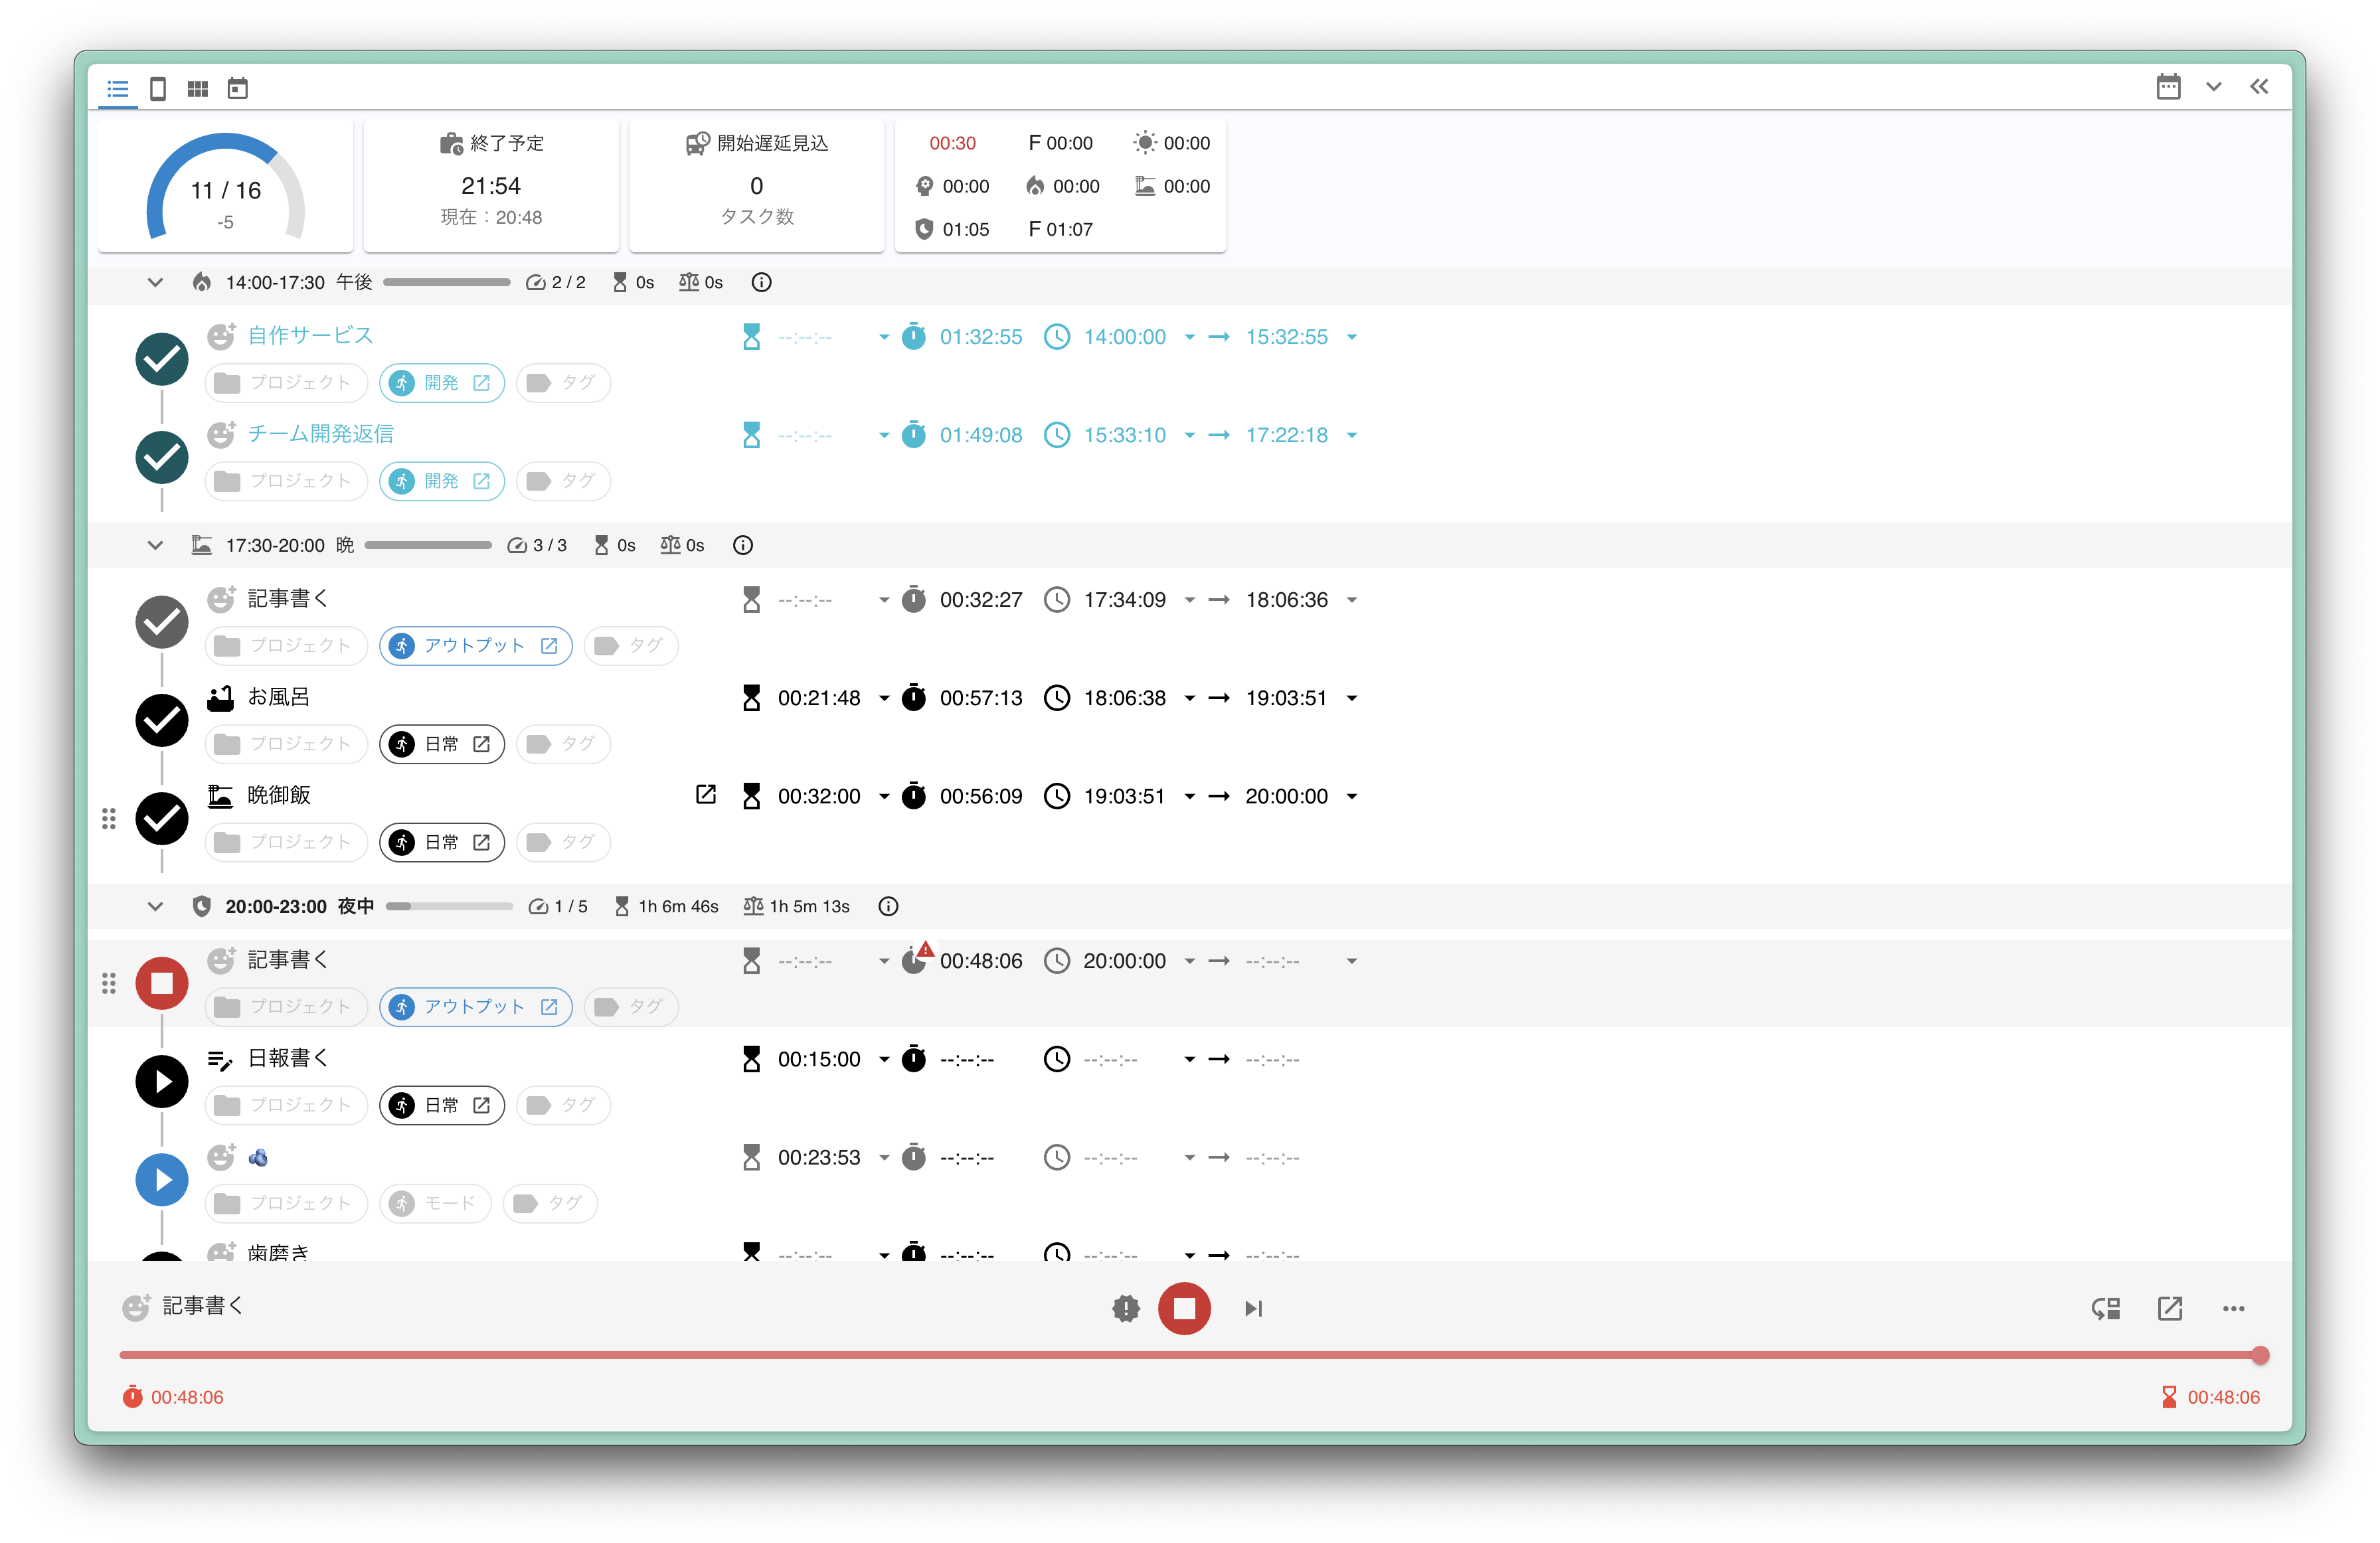 11 / 16
-5
終了予定
21:54
現在：20:48
開始遅延見込
0
タスク数
00:30 F 00:00 00:00
00:00 00:00 00:00
01:05 F 01:07
14:00-17:30 午後 2 / 2 0s 0s
自作サービス --:--:-- 01:32:55 14:00:00 → 15:32:55
プロジェクト 開発 タグ
チーム開発返信 --:--:-- 01:49:08 15:33:10 → 17:22:18
プロジェクト 開発 タグ
17:30-20:00 晩 3 / 3 0s 0s
記事書く --:--:-- 00:32:27 17:34:09 → 18:06:36
プロジェクト アウトプット タグ
お風呂 00:21:48 00:57:13 18:06:38 → 19:03:51
プロジェクト 日常 タグ
晩御飯 00:32:00 00:56:09 19:03:51 → 20:00:00
プロジェクト 日常 タグ
20:00-23:00 夜中 1 / 5 1h 6m 46s 1h 5m 13s
記事書く --:--:-- 00:48:06 20:00:00 → --:--:--
プロジェクト アウトプット タグ
日報書く 00:15:00 --:--:-- --:--:-- → --:--:--
プロジェクト 日常 タグ
🫐 00:23:53 --:--:-- --:--:-- → --:--:--
プロジェクト モード タグ
歯磨き --:--:-- --:--:-- --:--:-- → --:--:--
記事書く
00:48:06 00:48:06